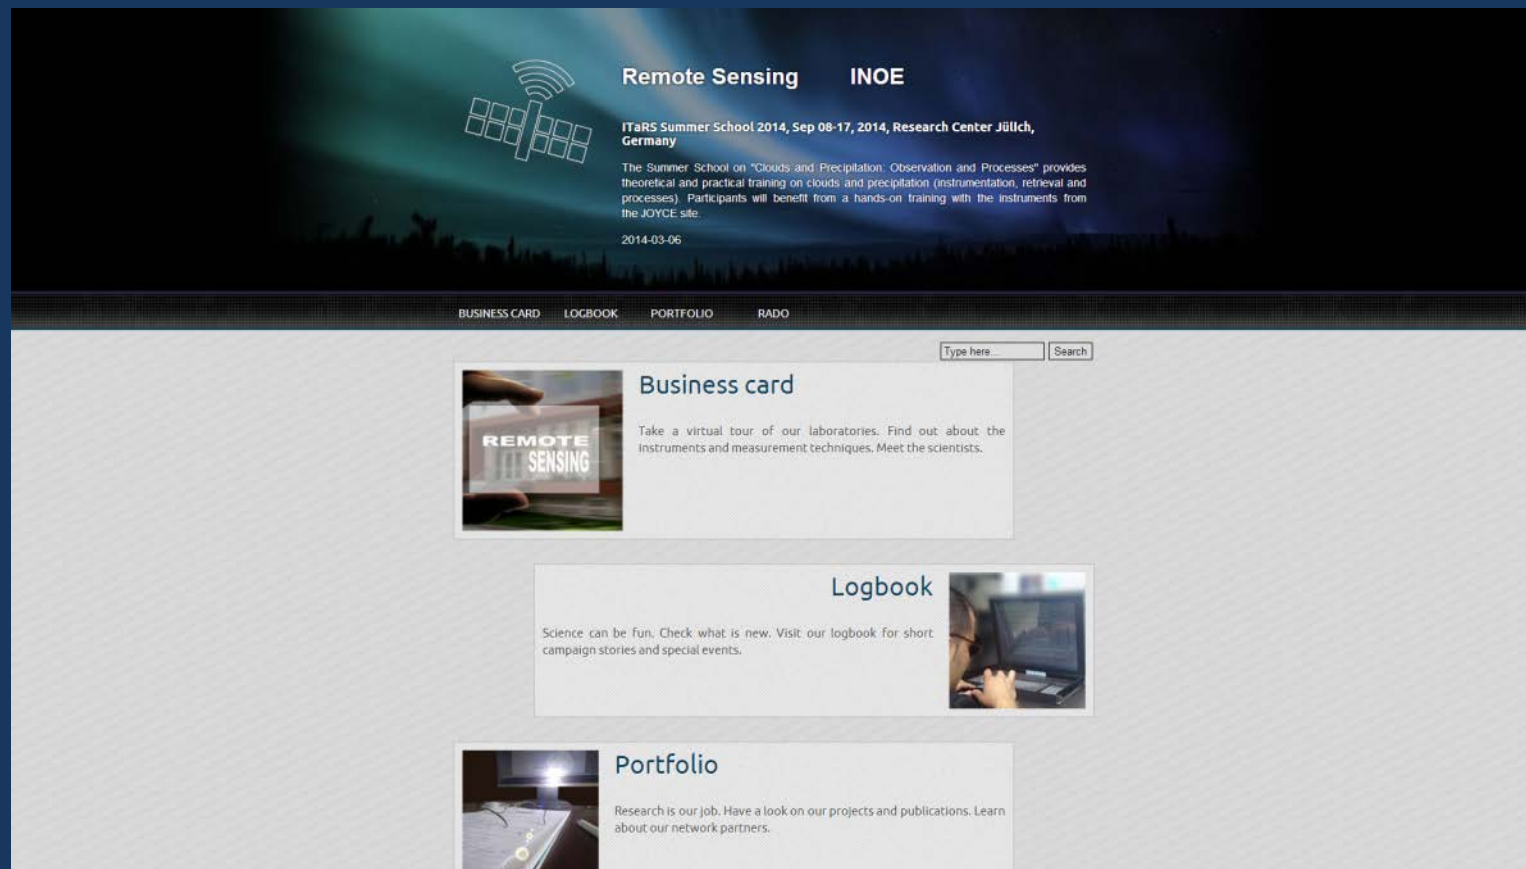 Remote Sensing INOE
ITaRS Summer School 2014, Sep 08-17, 2014, Research Center Jülich,
Germany
The Summer School on "Clouds and Precipitation: Observation and Processes" provides
theoretical and practical training on clouds and precipitation (instrumentation, retrieval and
processes). Participants will benefit from a hands-on training with the instruments from
the JOYCE site.
2014-03-06
BUSINESS CARD LOGBOOK PORTFOLIO RADO
Type here... Search
Business card
Take a virtual tour of our laboratories. Find out about the
instruments and measurement techniques. Meet the scientists.
REMOTE
SENSING
Logbook
Science can be fun. Check what is new. Visit our logbook for short
campaign stories and special events.
Portfolio
Research is our job. Have a look on our projects and publications. Learn
about our network partners.